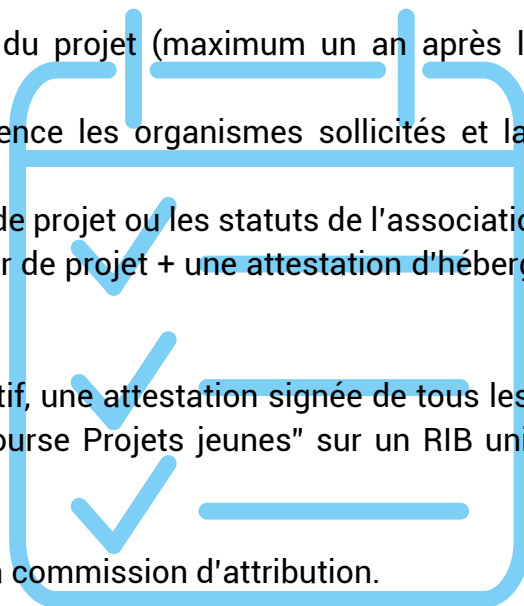 du projet (maximum un an après l
ence les organismes sollicités et la
de projet ou les statuts de l'associatio
r de projet + une attestation d'héberg
tif, une attestation signée de tous les
ourse Projets jeunes" sur un RIB uni
a commission d'attribution.